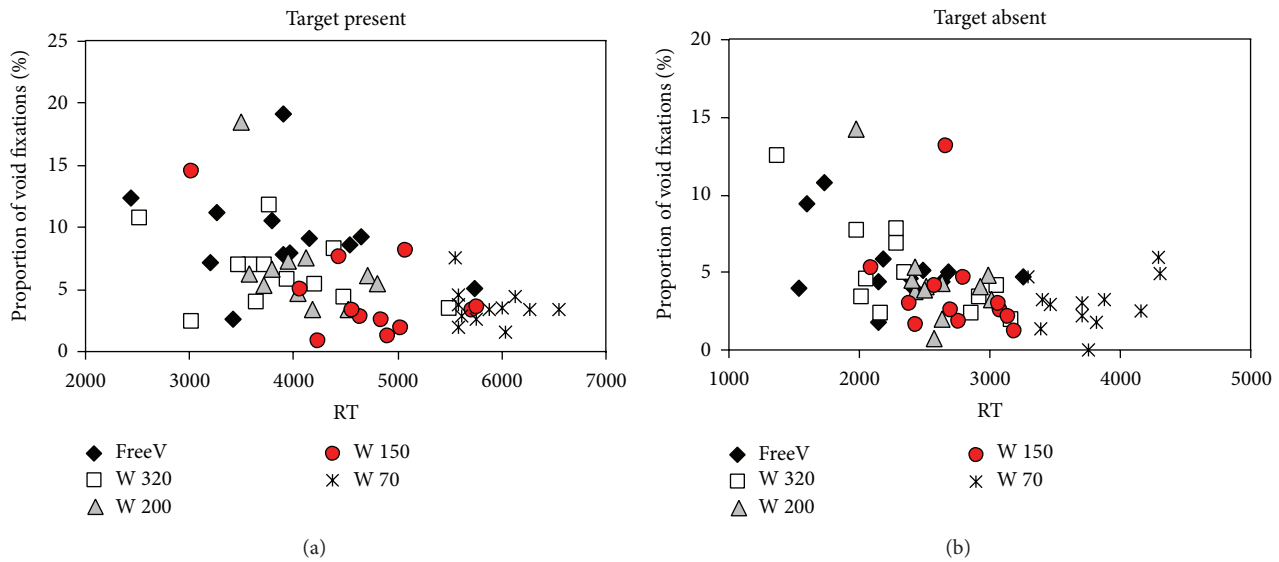 Target present
Proportion of void fixations (%)
25
20
15
10
5
0
2000 3000 4000 5000 6000 7000
RT
FreeV
W 320
W 200
W 150
W 70
(a)
Target absent
Proportion of void fixations (%)
20
15
10
5
0
1000 2000 3000 4000 5000
RT
FreeV
W 320
W 200
W 150
W 70
(b)